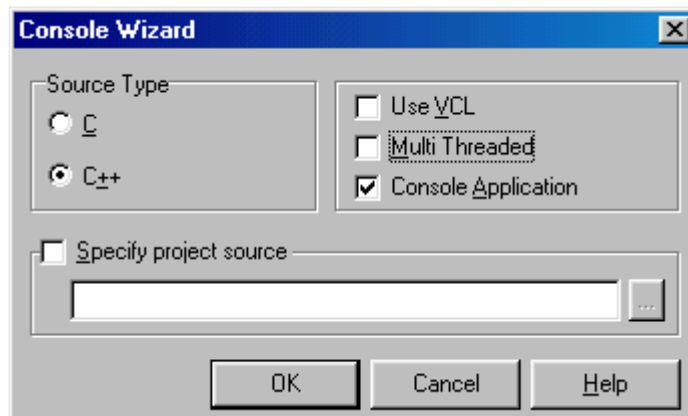 Console Wizard
Source Type
C
C++
Use VCL
Multi Threaded
Console Application
Specify project source
...
OK Cancel Help